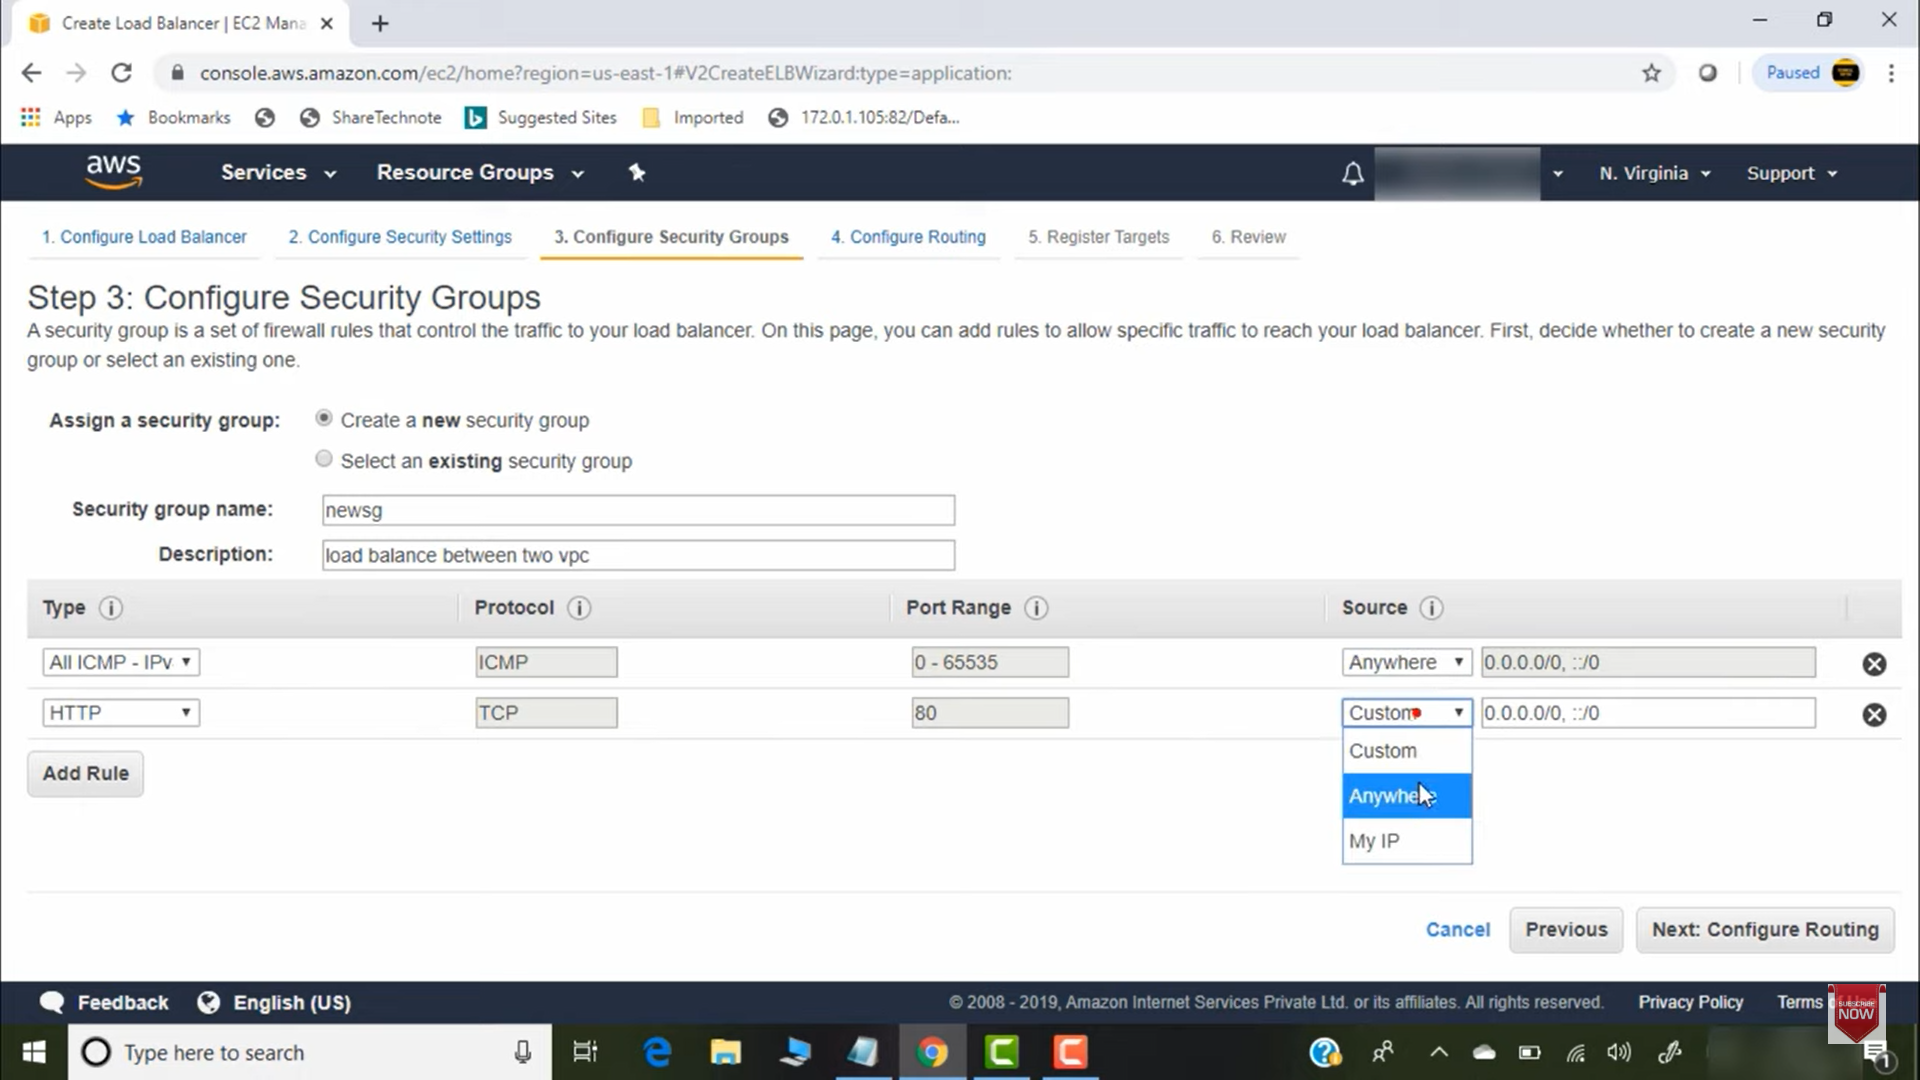 Create Load Balancer | EC2 Mana
console.aws.amazon.com/ec2/home?region=us-east-1#V2CreateELBWizard:type=application:
Paused
Apps Bookmarks ShareTechnote Suggested Sites Imported 172.0.1.105:82/Defa...
aws Services Resource Groups N. Virginia Support
1. Configure Load Balancer 2. Configure Security Settings 3. Configure Security Groups 4. Configure Routing 5. Register Targets 6. Review
Step 3: Configure Security Groups
A security group is a set of firewall rules that control the traffic to your load balancer. On this page, you can add rules to allow specific traffic to reach your load balancer. First, decide whether to create a new security
group or select an existing one.
Assign a security group: Create a new security group
Select an existing security group
Security group name: newsg
Description: load balance between two vpc
Type Protocol Port Range Source
All ICMP - IPv ICMP 0 - 65535 Anywhere 0.0.0.0/0, ::/0
HTTP TCP 80 Custom 0.0.0.0/0, ::/0
Custom
Add Rule
Anywhere
My IP
Cancel Previous Next: Configure Routing
Feedback English (US) © 2008 - 2019, Amazon Internet Services Private Ltd. or its affiliates. All rights reserved. Privacy Policy Terms
SUBSCRIBE
NOW
Type here to search
1